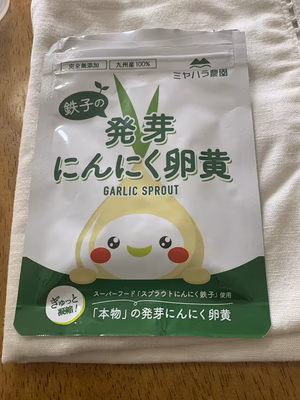 完全無添加 九州産100%
ミヤハラ農園
鉄子の
発芽
にんにく卵黄
GARLIC SPROUT
ぎゅっと
凝縮!
スーパーフード「スプラウトにんにく鉄子」使用
「本物」の発芽にんにく卵黄